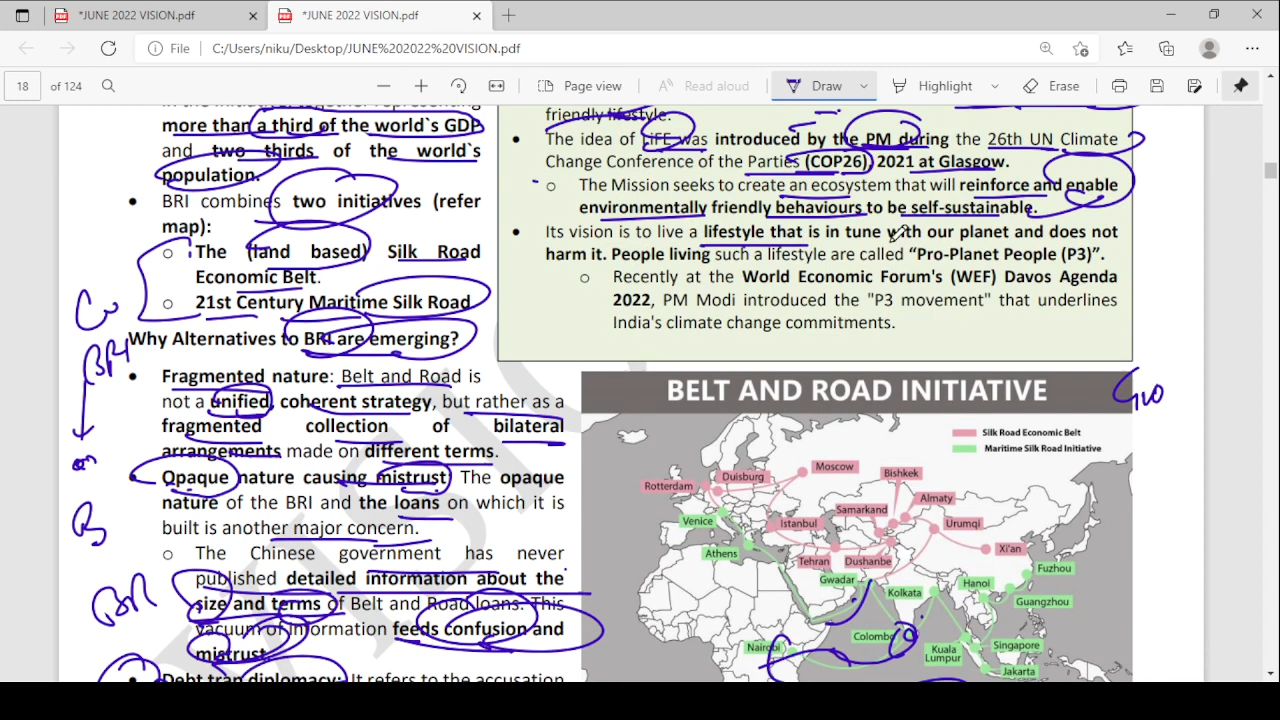 *JUNE 2022 VISION.pdf
*JUNE 2022 VISION.pdf
File
C:/Users/niku/Desktop/JUNE%202022%20VISION.pdf
18
of 124
Page view
Read aloud
Draw
Highlight
Erase
more than a third of the world's GDP
and two thirds of the world's
population.
BRI combines two initiatives (refer
map):
The (land based) Silk Road
Economic Belt.
21st Century Maritime Silk Road
Why Alternatives to BRI are emerging?
Fragmented nature: Belt and Road is
not a unified, coherent strategy, but rather as a
fragmented collection of bilateral
arrangements made on different terms.
Opaque nature causing mistrust: The opaque
nature of the BRI and the loans on which it is
built is another major concern.
The Chinese government has never
published detailed information about the
size and terms of Belt and Road loans. This
vacuum of information feeds confusion and
mistrust.
Debt trap diplomacy: It refers to the accusation
friendly lifestyle.
The idea of LiFE was introduced by the PM during the 26th UN Climate
Change Conference of the Parties (COP26), 2021 at Glasgow.
The Mission seeks to create an ecosystem that will reinforce and enable
environmentally friendly behaviours to be self-sustainable.
Its vision is to live a lifestyle that is in tune with our planet and does not
harm it. People living such a lifestyle are called “Pro-Planet People (P3)”.
Recently at the World Economic Forum's (WEF) Davos Agenda
2022, PM Modi introduced the "P3 movement" that underlines
India's climate change commitments.
BELT AND ROAD INITIATIVE
Silk Road Economic Belt
Maritime Silk Road Initiative
Moscow
Duisburg
Rotterdam
Bishkek
Almaty
Samarkand
Venice
Istanbul
Urumqi
Athens
Tehran
Dushanbe
Xi'an
Gwadar
Fuzhou
Kolkata
Hanoi
Guangzhou
Colombo
Nairobi
Kuala
Lumpur
Singapore
Jakarta
BRI